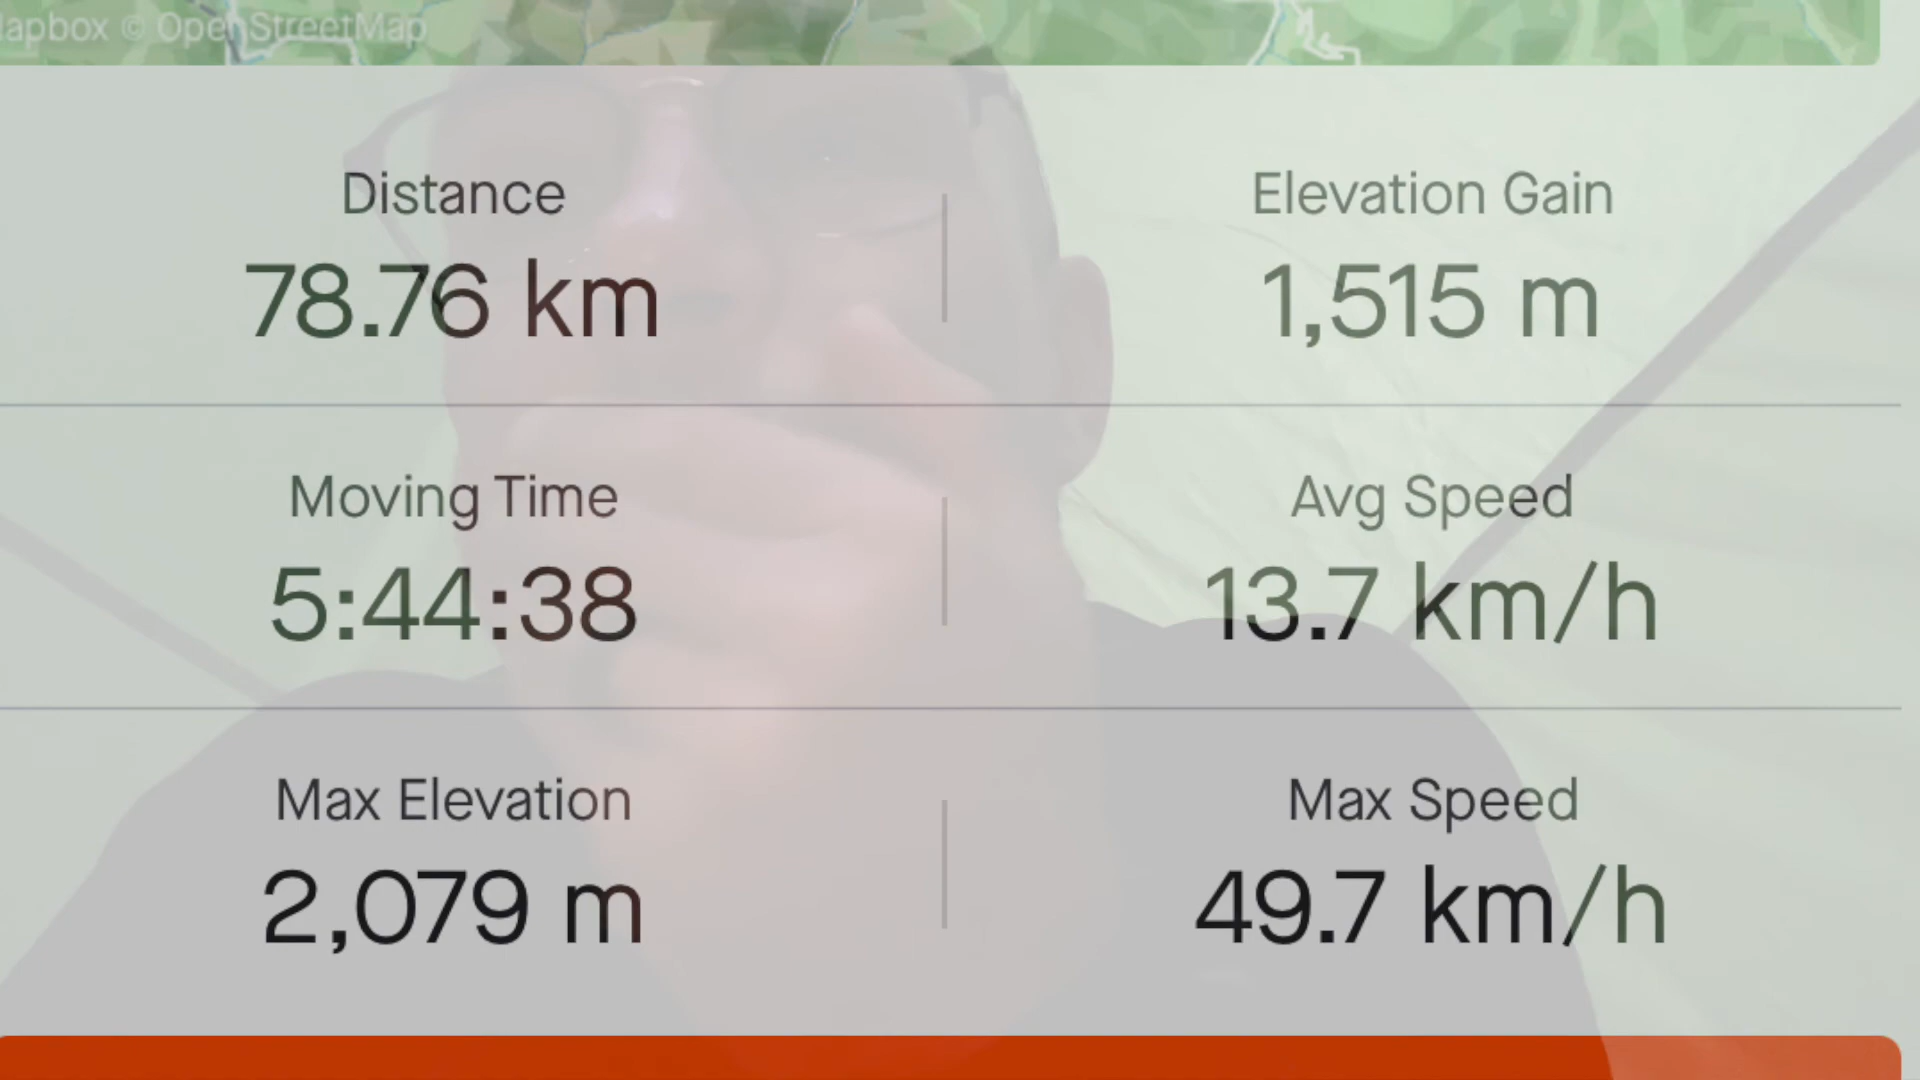 apbox © OpenStreetMap
Distance
78.76 km
Elevation Gain
1,515 m
Moving Time
5:44:38
Avg Speed
13.7 km/h
Max Elevation
2,079 m
Max Speed
49.7 km/h